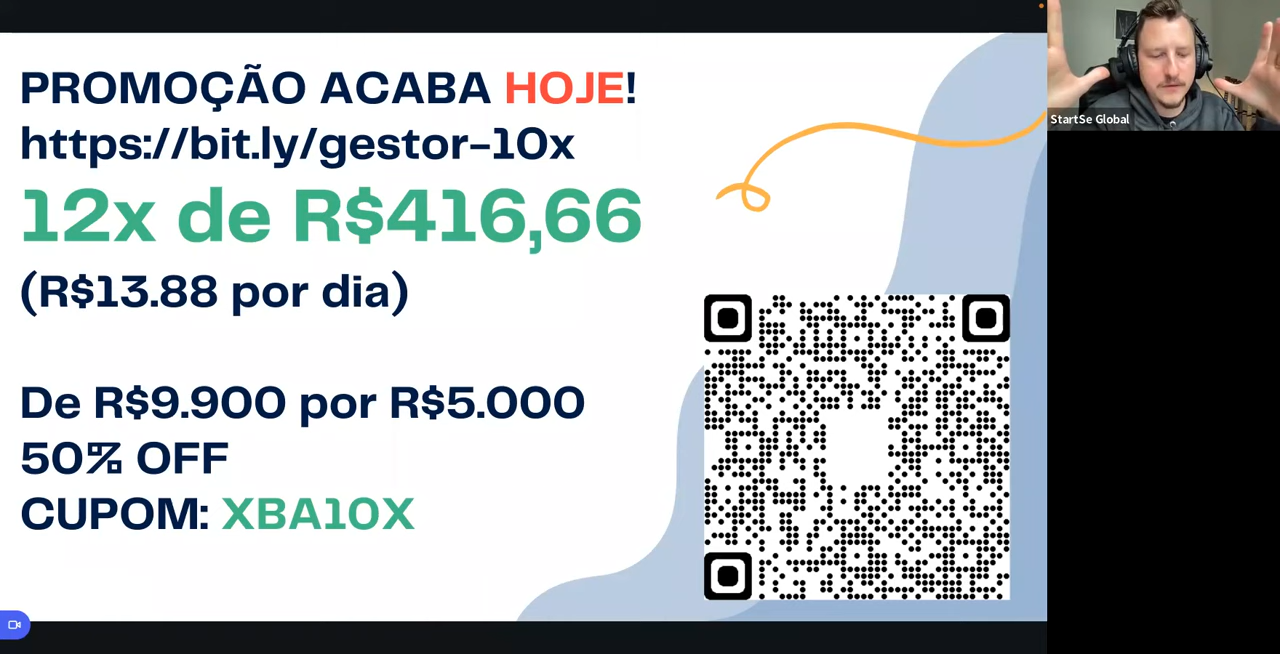 PROMOÇÃO ACABA HOJE!
https://bit.ly/gestor-10x
12x de R$416,66
(R$13.88 por dia)
De R$9.900 por R$5.000
50% OFF
CUPOM: XBA10X
StartSe Global